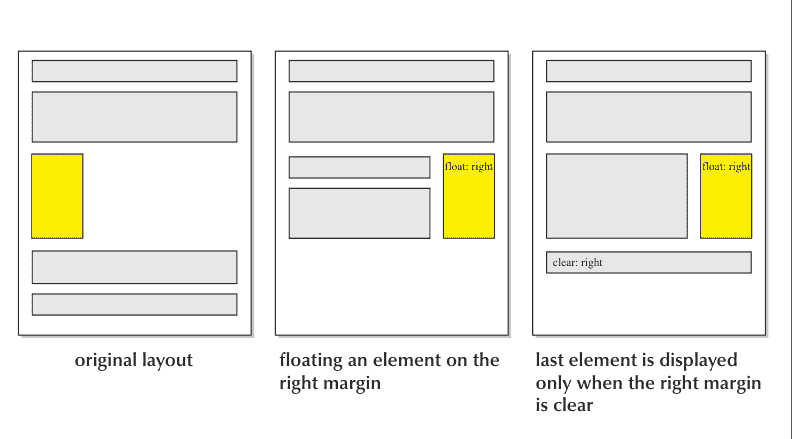 float: right
float: right
clear: right
original layout
floating an element on the
right margin
last element is displayed
only when the right margin
is clear